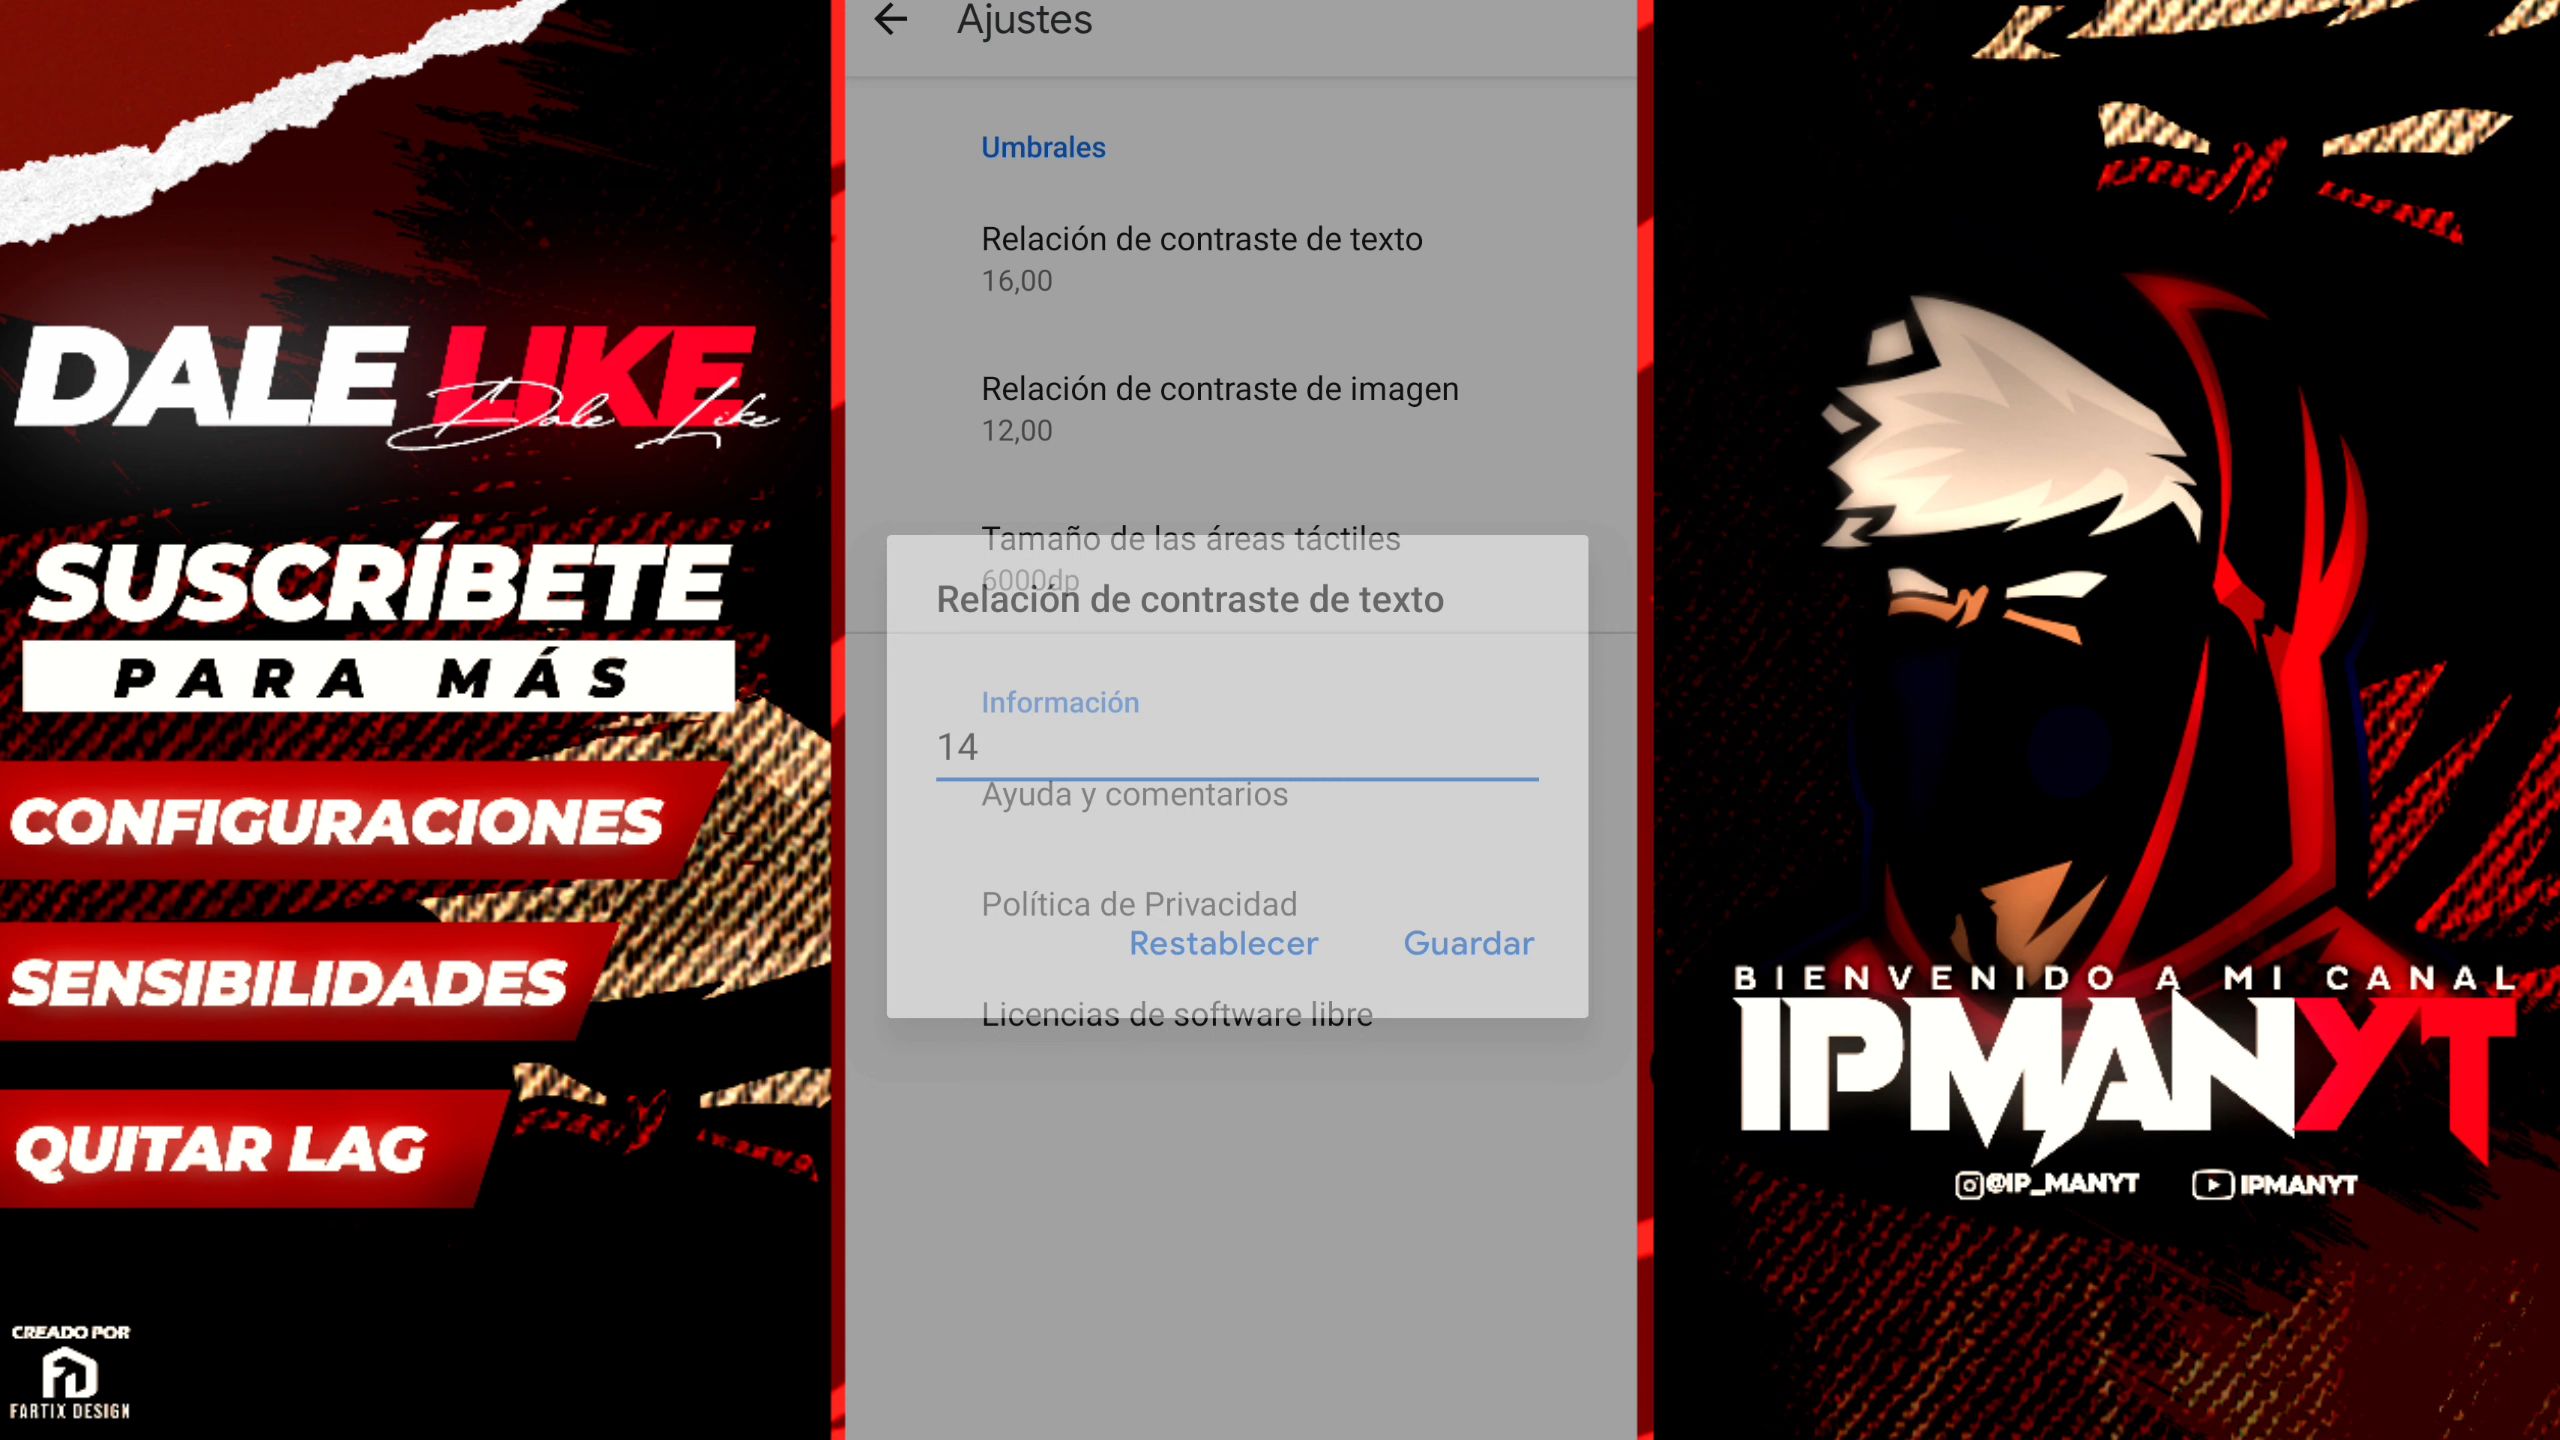 DALE LIKE
Dale Like
SUSCRÍBETE
PARA MÁS
CONFIGURACIONES
SENSIBILIDADES
QUITAR LAG
CREADO POR
FARTIX DESIGN
Ajustes
Umbrales
Relación de contraste de texto
16,00
Relación de contraste de imagen
12,00
Tamaño de las áreas táctiles
6000dp
Relación de contraste de texto
Información
14
Ayuda y comentarios
Política de Privacidad
Restablecer Guardar
Licencias de software libre
BIENVENIDO A MI CANAL
IPMANYT
@IP_MANYT IPMANYT